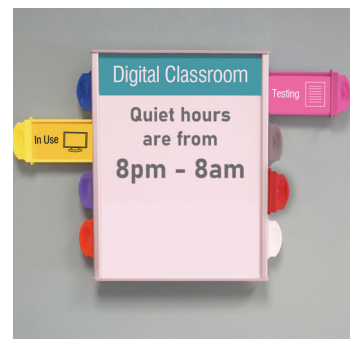 Digital Classroom
Testing
Quiet hours
are from
In Use
8pm - 8am